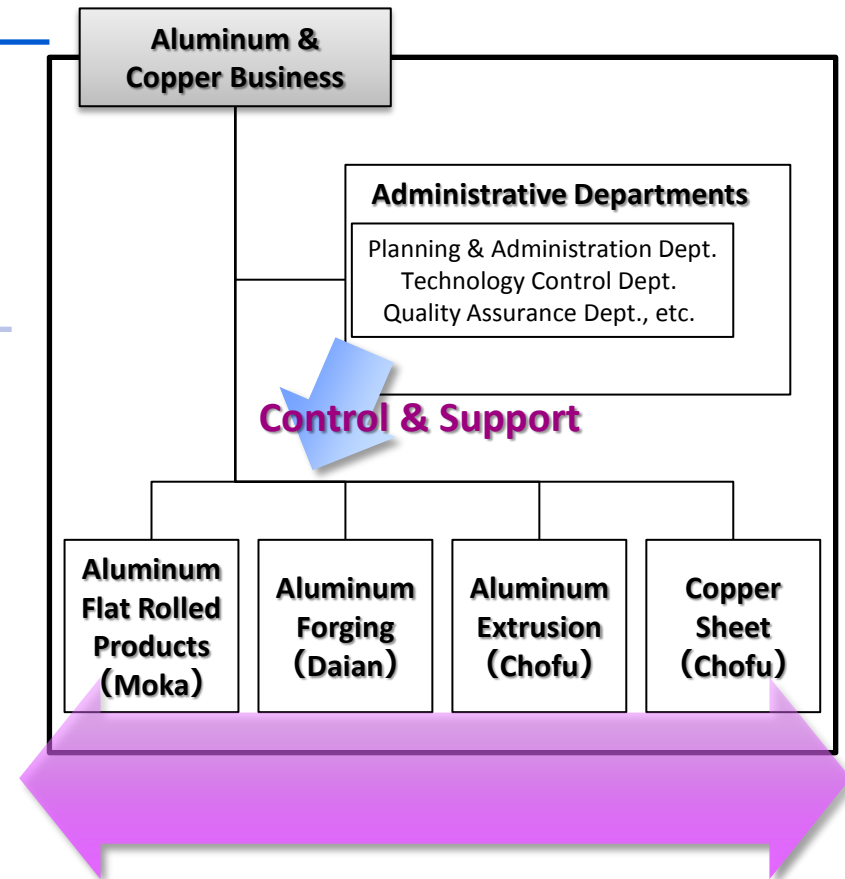 Aluminum &
Copper Business
Administrative Departments
Planning & Administration Dept.
Technology Control Dept.
Quality Assurance Dept., etc.
Control & Support
Aluminum
Flat Rolled
Products
（Moka）
Aluminum
Forging
（Daian）
Aluminum
Extrusion
（Chofu）
Copper
Sheet
（Chofu）